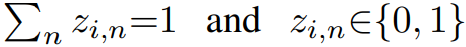 ∑ₙ zᵢ,ₙ=1 and zᵢ,ₙ∈{0, 1}